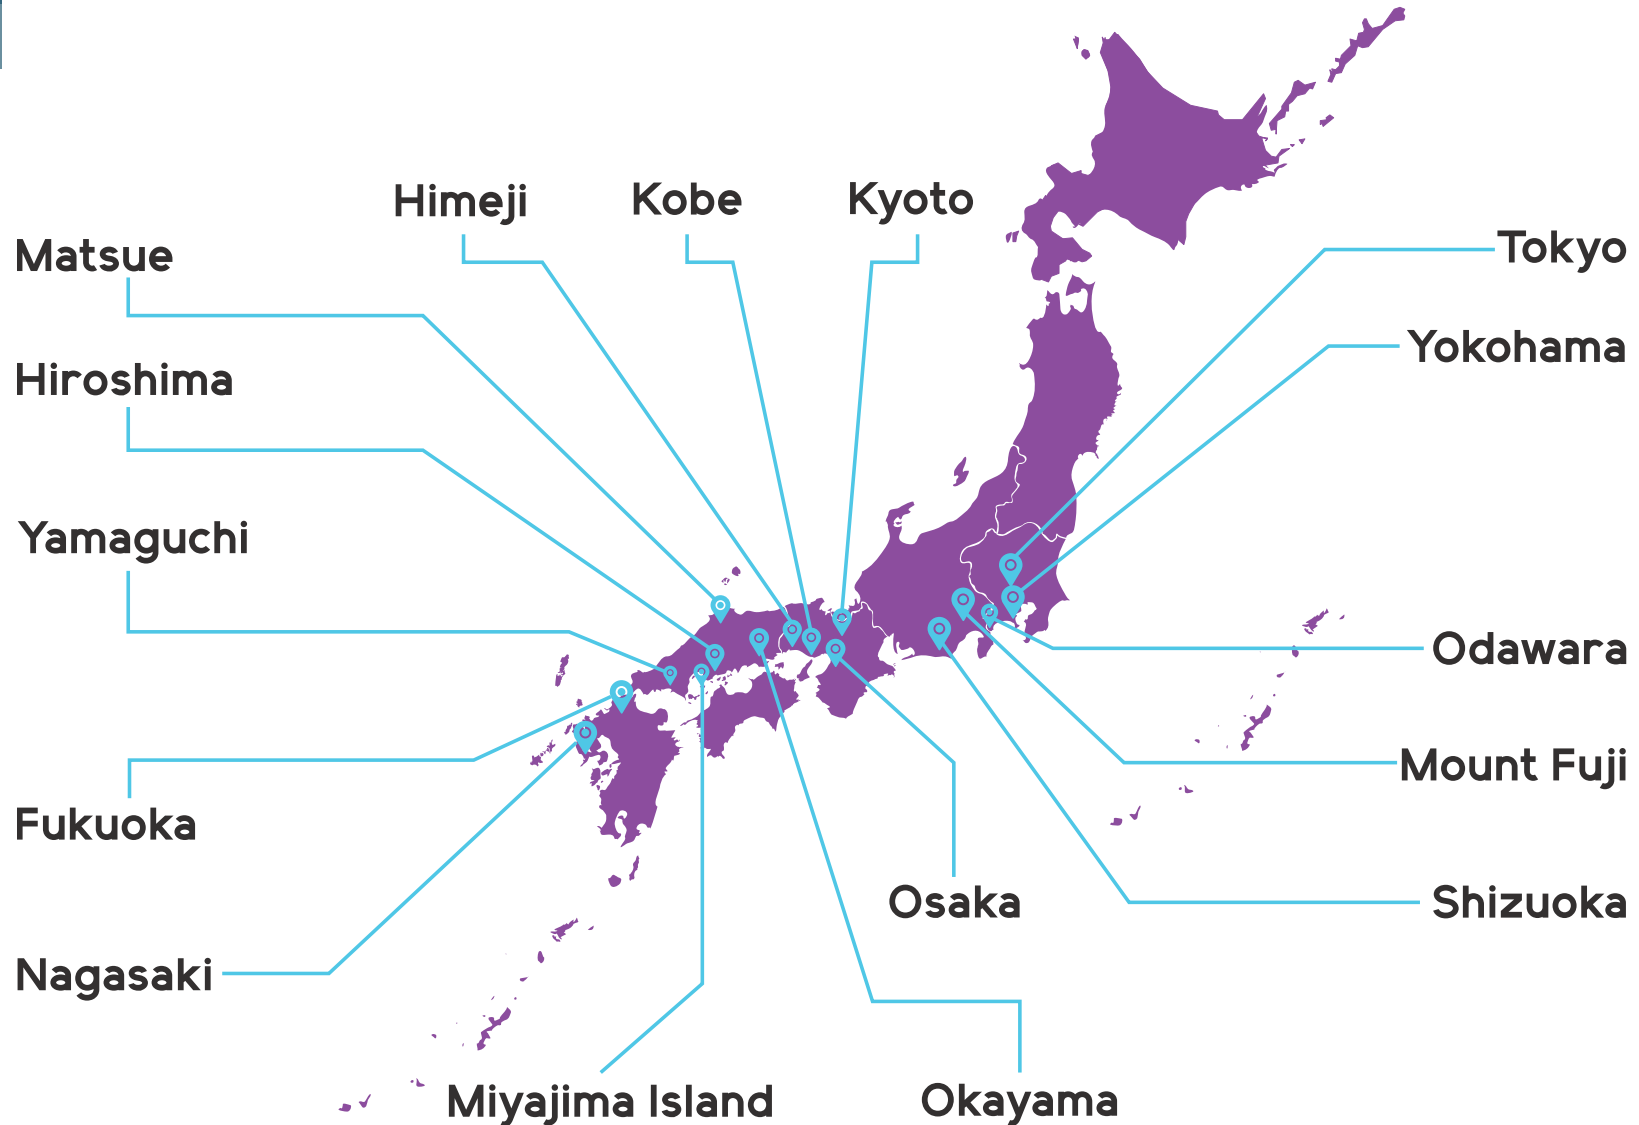 Himeji
Kobe
Kyoto
Matsue
Tokyo
Yokohama
Hiroshima
Yamaguchi
Odawara
Mount Fuji
Fukuoka
Osaka
Shizuoka
Nagasaki
Miyajima Island
Okayama